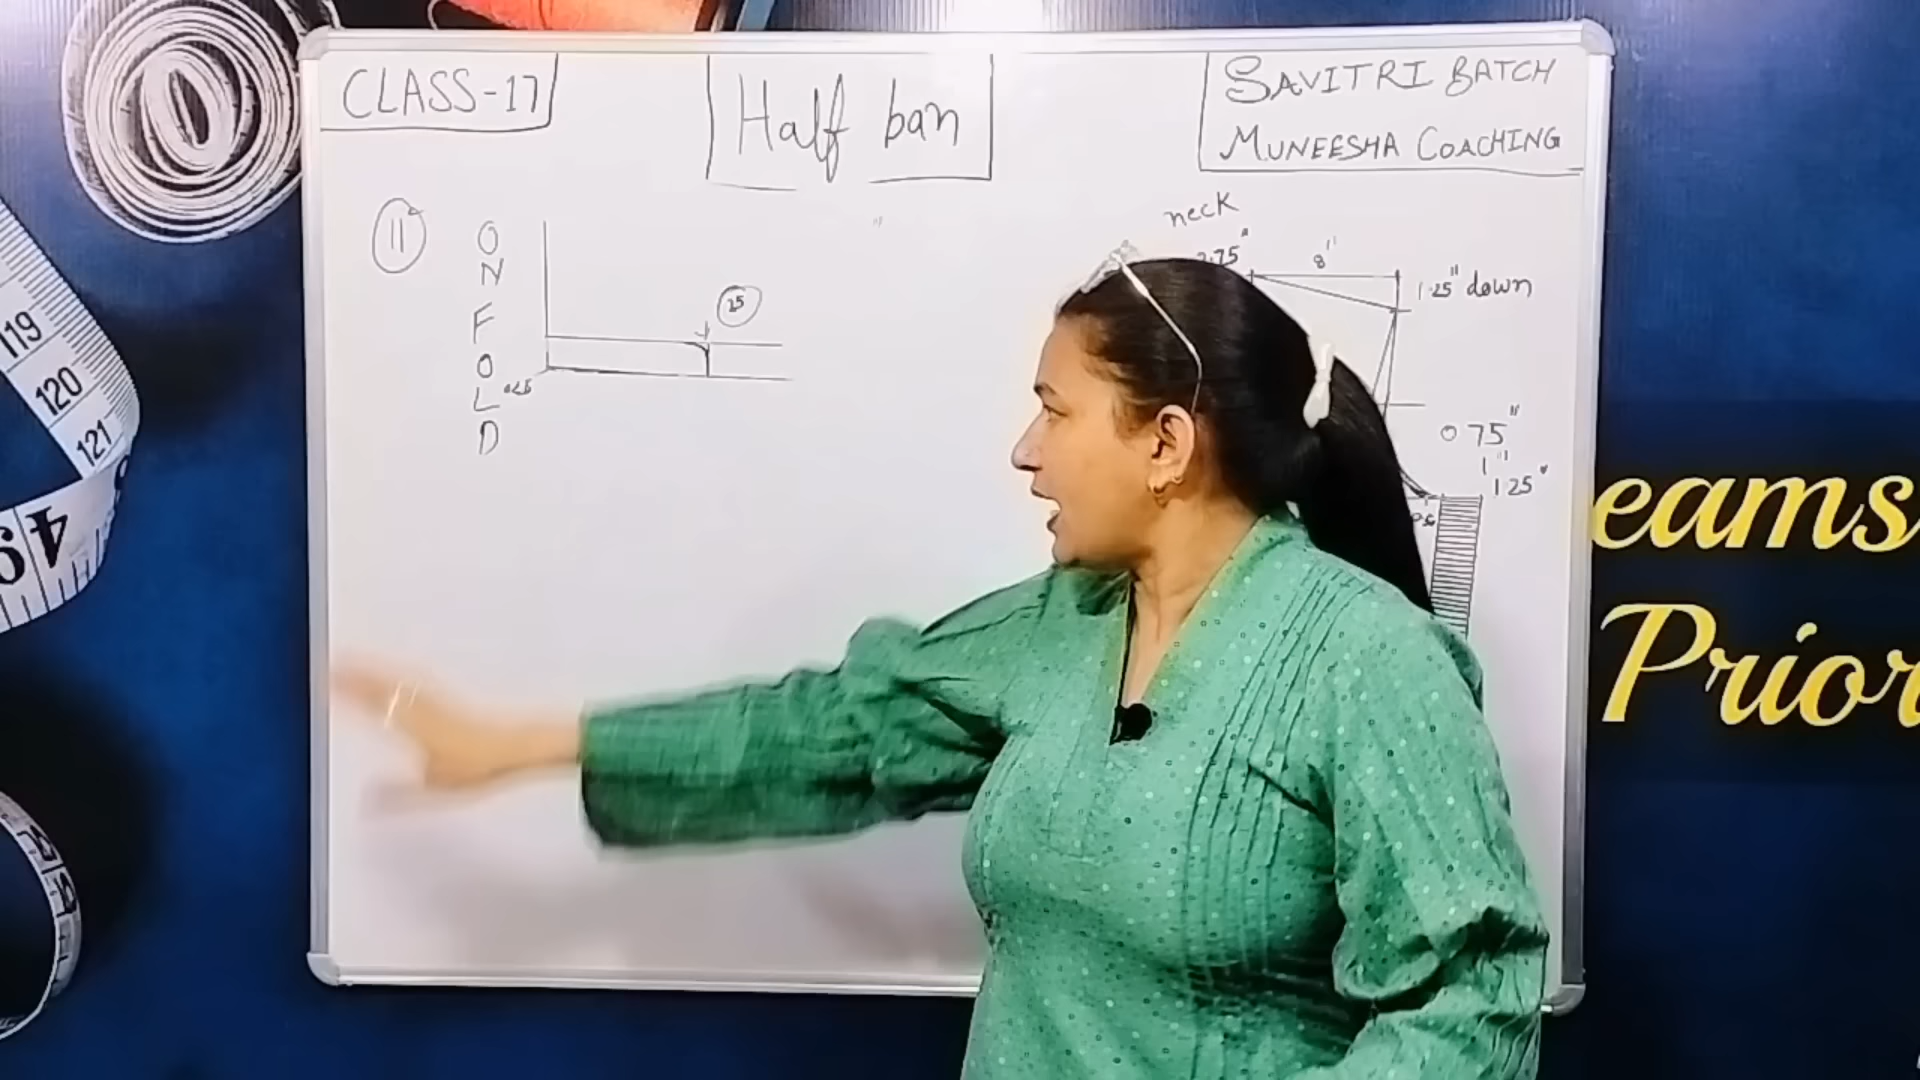 CLASS-17
Half ban
SAVITRI BATCH
MUNEESHA COACHING
11
O
N
F
O
L
D
25
neck
8"
1.25" down
0.75"
1"
1.25"
119
120
121
eams
Prior